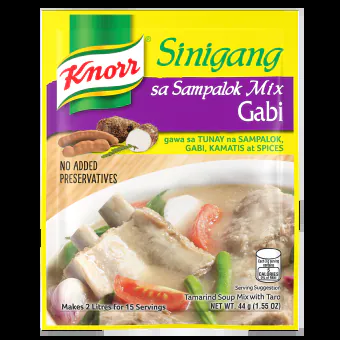 Knorr
Sinigang
sa Sampalok Mix
Gabi
gawa sa TUNAY na SAMPALOK,
GABI, KAMATIS at SPICES
NO ADDED
PRESERVATIVES
CALORIES
Serving Suggestion
Makes 2 Litres for 15 Servings
Tamarind Soup Mix with Taro
NET WT. 44 g (1.55 OZ)